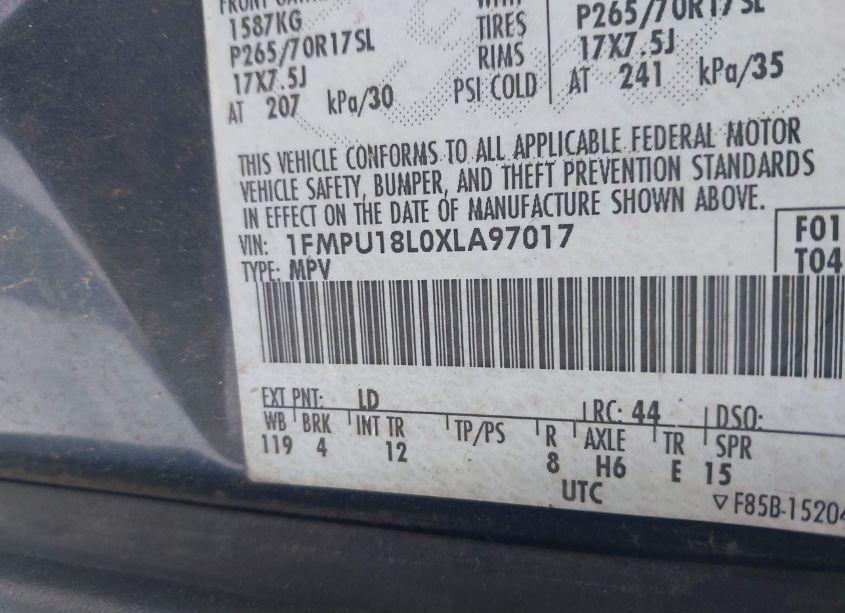 1587KG TIRES P265/70R17SL
P265/70R17SL RIMS 17X7.5J
17X7.5J PSI COLD AT 241 kPa/35
AT 207 kPa/30
THIS VEHICLE CONFORMS TO ALL APPLICABLE FEDERAL MOTOR
VEHICLE SAFETY, BUMPER, AND THEFT PREVENTION STANDARDS
IN EFFECT ON THE DATE OF MANUFACTURE SHOWN ABOVE.
VIN: 1FMPU18L0XLA97017 F01
TYPE: MPV T04
EXT PNT: LD RC: 44 DSO:
WB BRK INT TR TP/PS R AXLE TR SPR
119 4 12 8 H6 E 15
UTC
▽F85B-1520